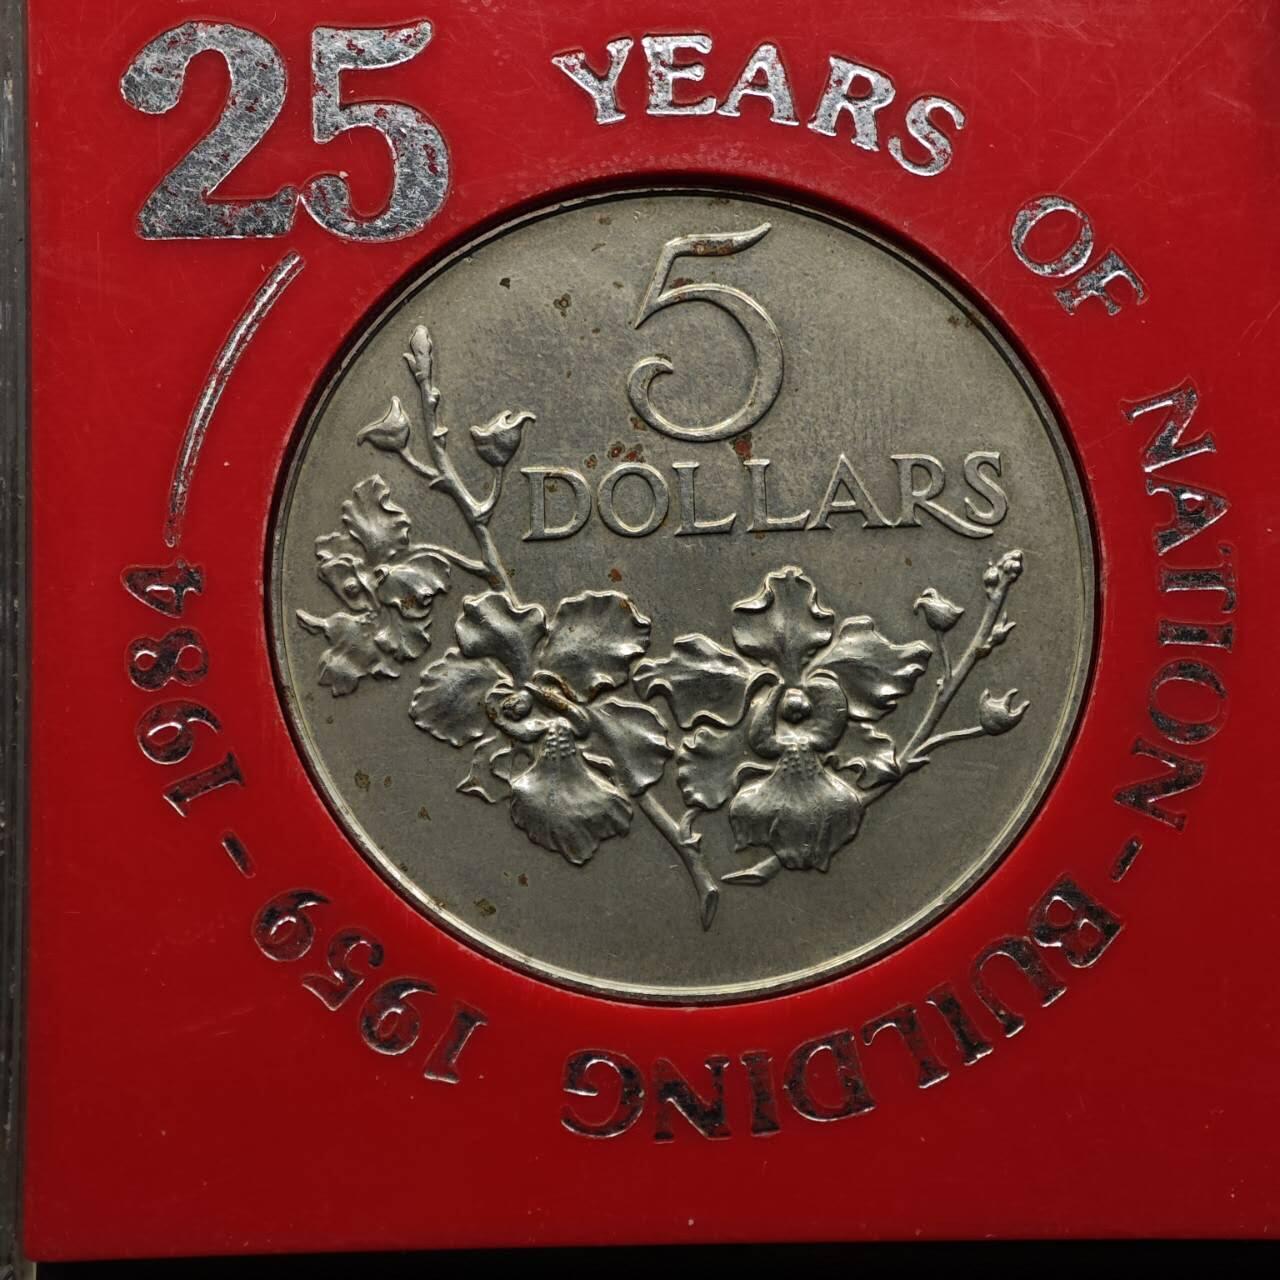 25 YEARS OF NATION-BUILDING 1959-1984
5
DOLLARS